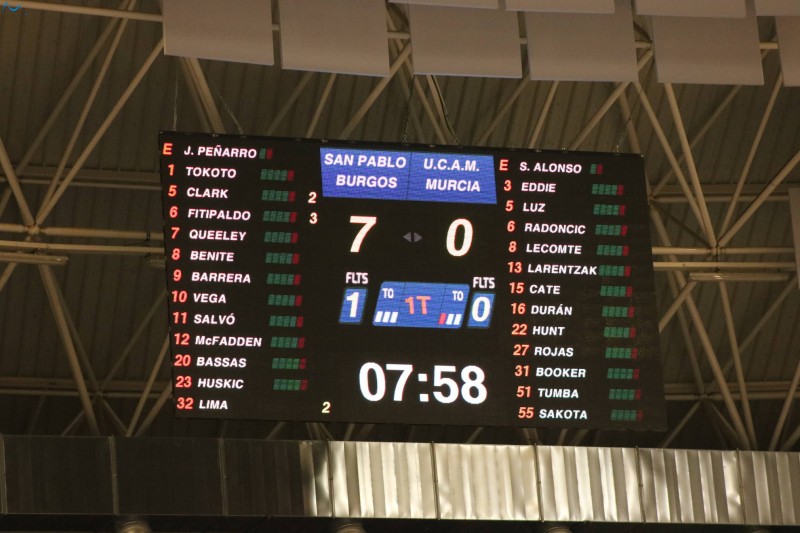 SAN PABLO BURGOS
U.C.A.M. MURCIA
7 0
FLTS 1
TO 1T TO
FLTS 0
07:58
E J. PEÑARRO
1 TOKOTO
5 CLARK 2
6 FITIPALDO 3
7 QUEELEY
8 BENITE
9 BARRERA
10 VEGA
11 SALVÓ
12 McFADDEN
20 BASSAS
23 HUSKIC
32 LIMA 2
E S. ALONSO
3 EDDIE
5 LUZ
6 RADONCIC
8 LECOMTE
13 LARENTZAK
15 CATE
16 DURÁN
22 HUNT
27 ROJAS
31 BOOKER
51 TUMBA
55 SAKOTA